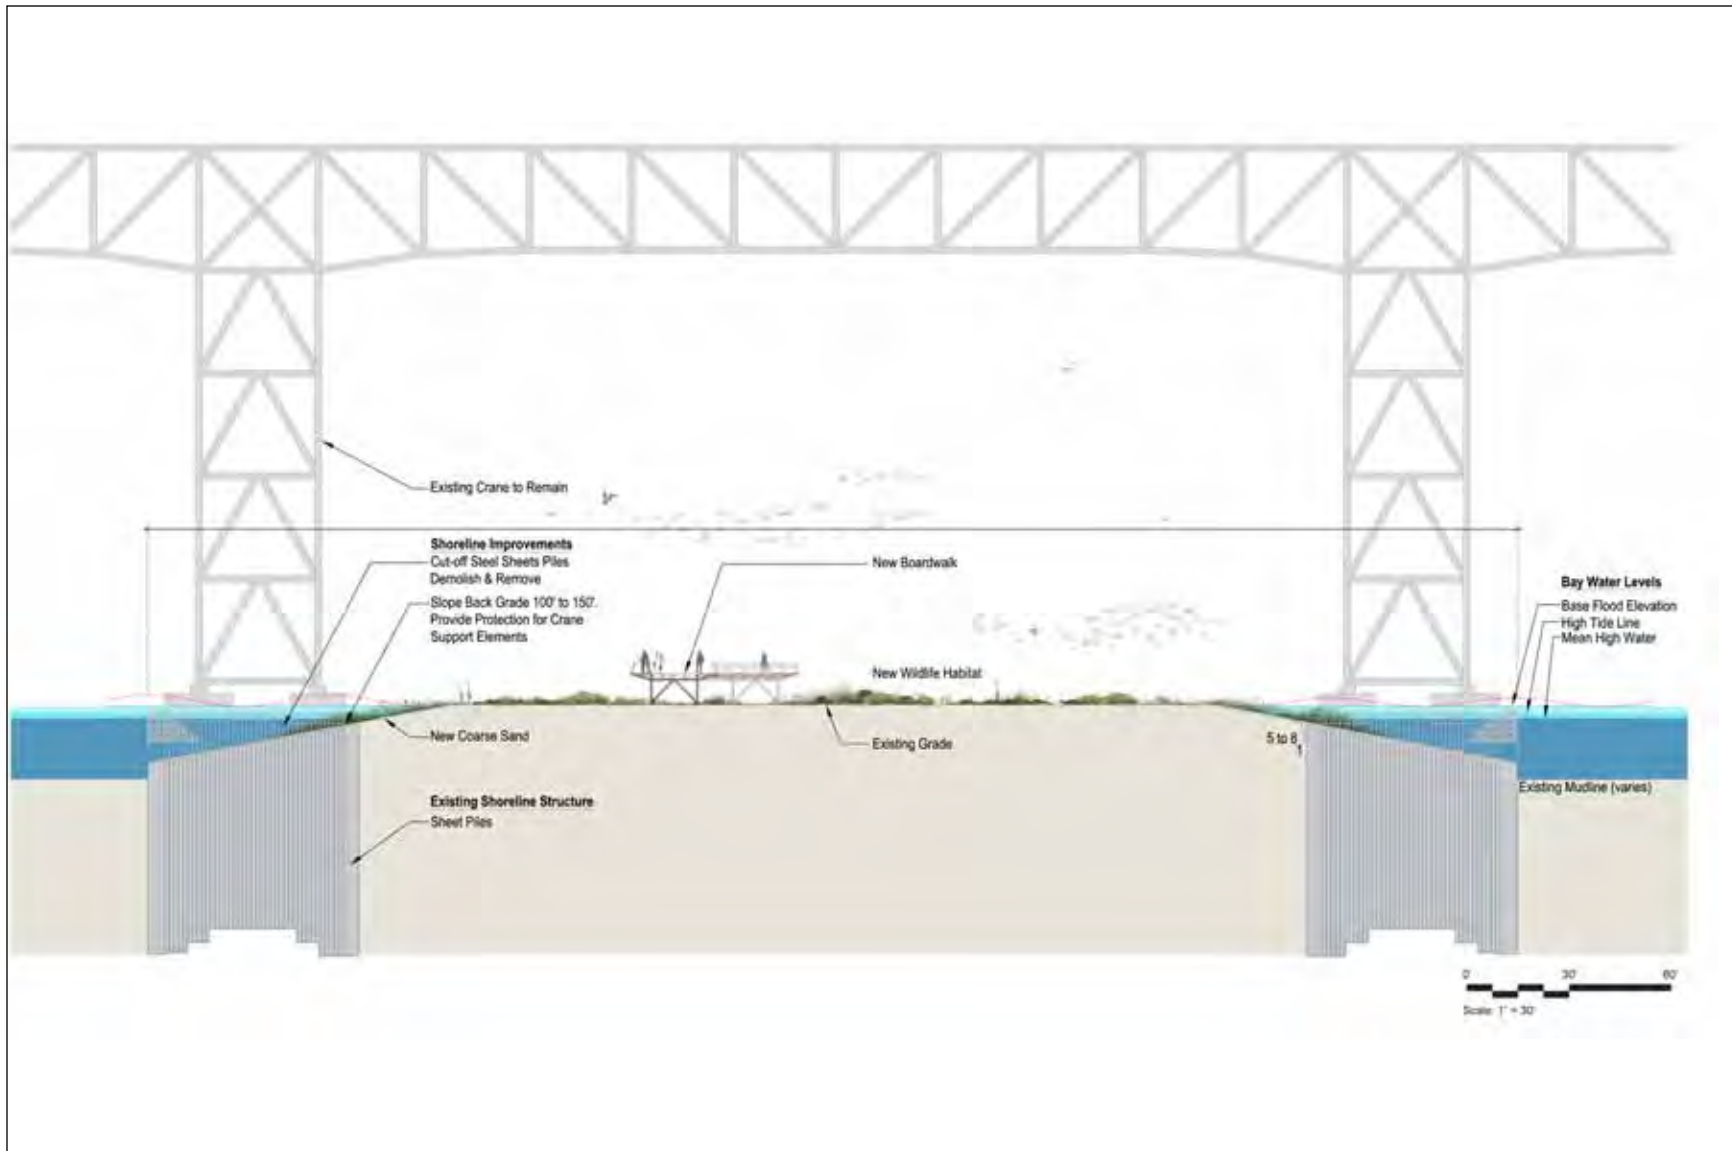 Existing Crane to Remain
Shoreline Improvements
Cut-off Steel Sheets Piles
Demolish & Remove
Slope Back Grade 100' to 150'.
Provide Protection for Crane
Support Elements
New Boardwalk
Bay Water Levels
Base Flood Elevation
High Tide Line
Mean High Water
New Wildlife Habitat
New Coarse Sand
Existing Grade
5 to 8
1
Existing Mudline (varies)
Existing Shoreline Structure
Sheet Piles
0' 30' 60'
Scale: 1" = 30'